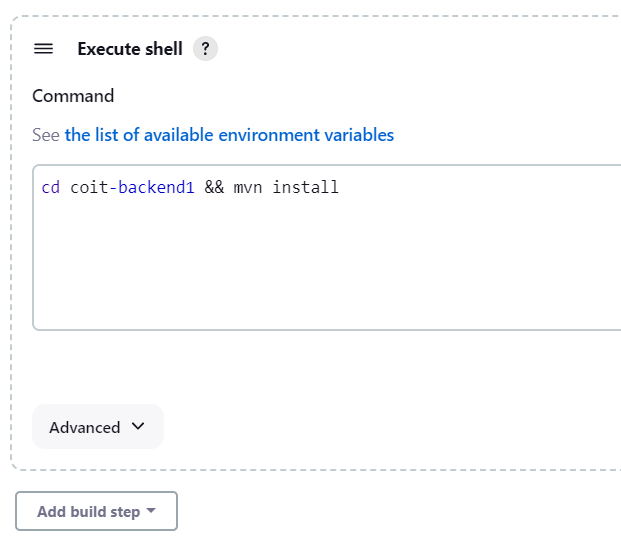 Execute shell ?
Command
See the list of available environment variables
cd coit-backend1 && mvn install
Advanced
Add build step